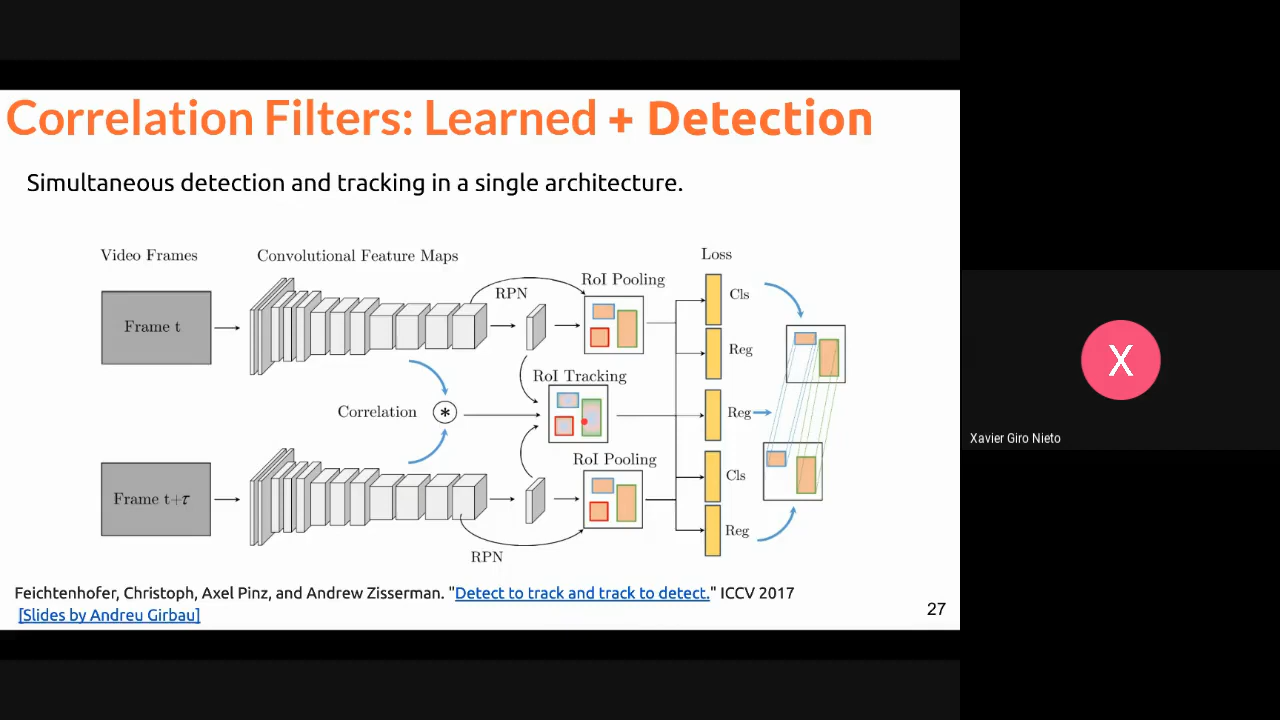 Correlation Filters: Learned + Detection
Simultaneous detection and tracking in a single architecture.
Video Frames
Convolutional Feature Maps
Loss
RoI Pooling
RPN
Cls
Frame t
Reg
RoI Tracking
Correlation
*
Reg
RoI Pooling
Cls
Frame t+τ
Reg
RPN
Feichtenhofer, Christoph, Axel Pinz, and Andrew Zisserman. "Detect to track and track to detect." ICCV 2017
[Slides by Andreu Girbau]
27
X
Xavier Giro Nieto